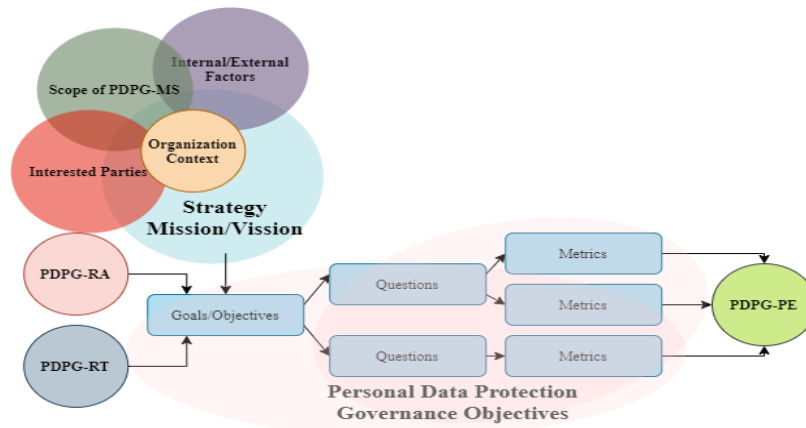 Internal/External
Factors
Scope of PDPG-MS
Organization
Context
Interested Parties
Strategy
Mission/Vission
PDPG-RA
Goals/Objectives
PDPG-RT
Questions
Questions
Metrics
Metrics
Metrics
PDPG-PE
Personal Data Protection
Governance Objectives